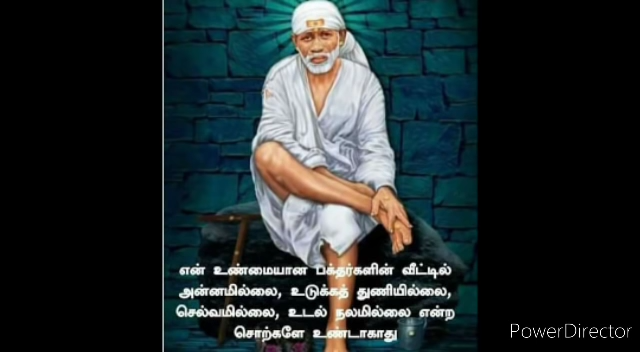 என் உண்மையான பக்தர்களின் வீட்டில்
அன்னமில்லை, உடுக்கத் துணியில்லை,
செல்வமில்லை, உடல் நலமில்லை என்ற
சொற்களே உண்டாகாது
PowerDirector